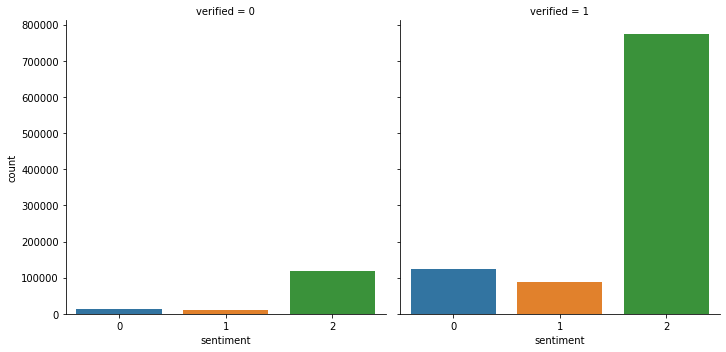 verified = 0
verified = 1
800000
700000
600000
500000
400000
300000
200000
100000
0
count
0 1 2
sentiment
0 1 2
sentiment